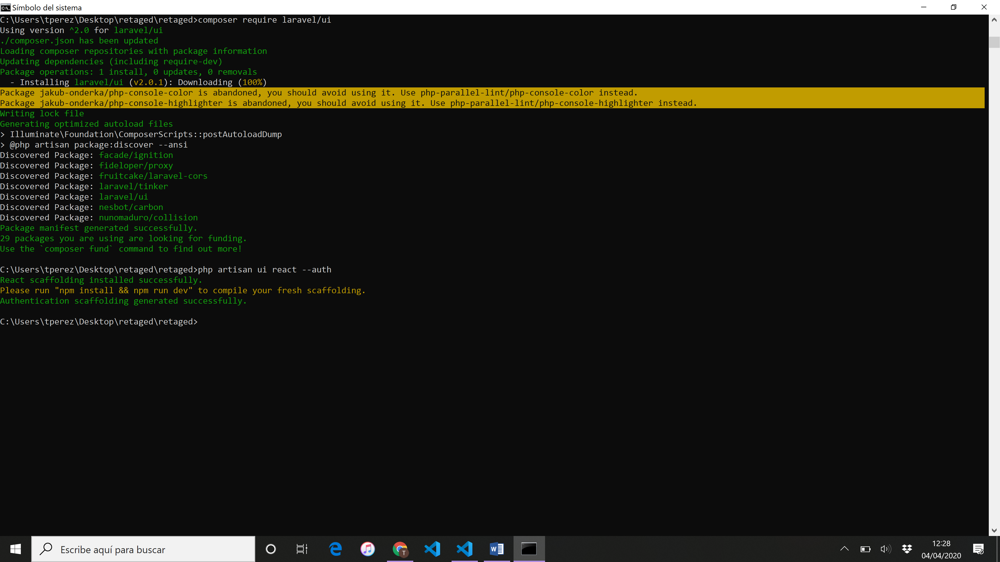 Símbolo del sistema
C:\Users\tperez\Desktop\retaged\retaged>composer require laravel/ui
Using version ^2.0 for laravel/ui
./composer.json has been updated
Loading composer repositories with package information
Updating dependencies (including require-dev)
Package operations: 1 install, 0 updates, 0 removals
  - Installing laravel/ui (v2.0.1): Downloading (100%)
Package jakub-onderka/php-console-color is abandoned, you should avoid using it. Use php-parallel-lint/php-console-color instead.
Package jakub-onderka/php-console-highlighter is abandoned, you should avoid using it. Use php-parallel-lint/php-console-highlighter instead.
Writing lock file
Generating optimized autoload files
> Illuminate\Foundation\ComposerScripts::postAutoloadDump
> @php artisan package:discover --ansi
Discovered Package: facade/ignition
Discovered Package: fideloper/proxy
Discovered Package: fruitcake/laravel-cors
Discovered Package: laravel/tinker
Discovered Package: laravel/ui
Discovered Package: nesbot/carbon
Discovered Package: nunomaduro/collision
Package manifest generated successfully.
29 packages you are using are looking for funding.
Use the `composer fund` command to find out more!
C:\Users\tperez\Desktop\retaged\retaged>php artisan ui react --auth
React scaffolding installed successfully.
Please run "npm install && npm run dev" to compile your fresh scaffolding.
Authentication scaffolding generated successfully.
C:\Users\tperez\Desktop\retaged\retaged>
Escribe aquí para buscar
12:28
04/04/2020